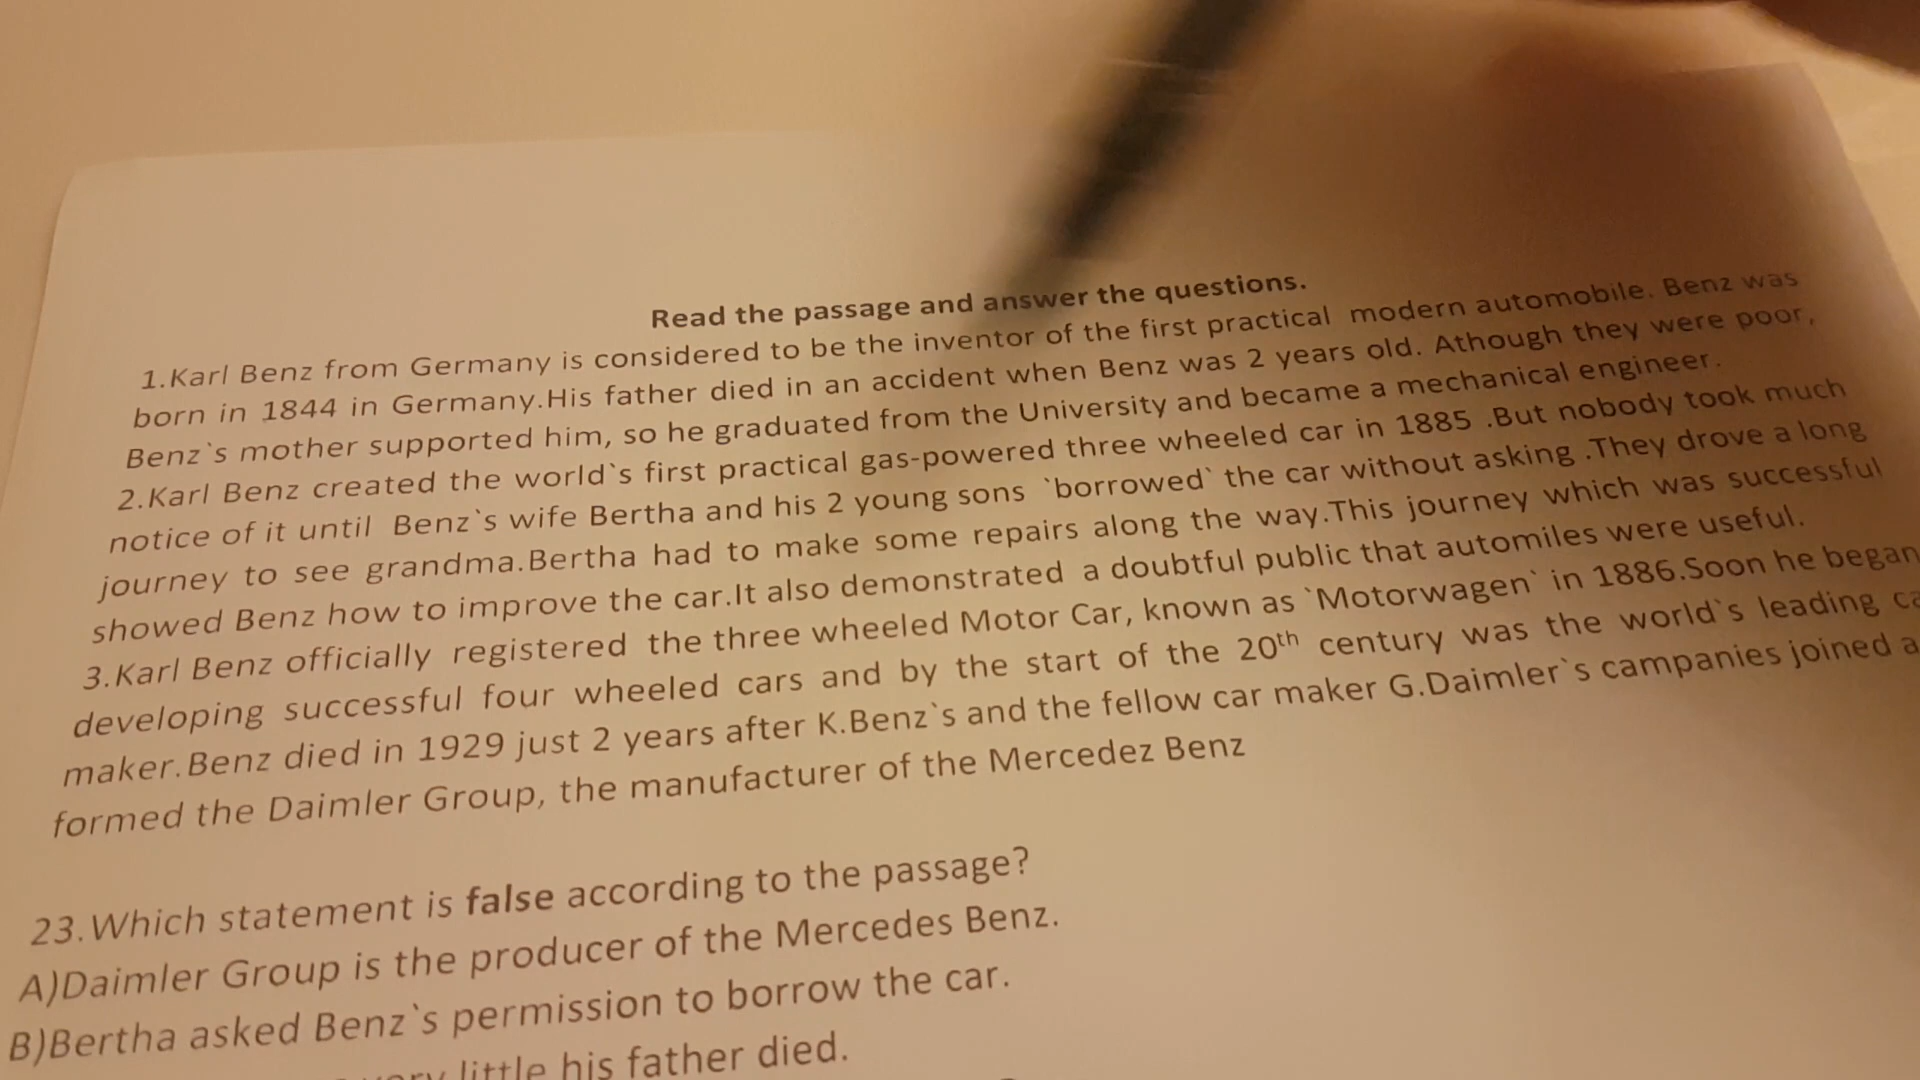 Read the passage and answer the questions.
1.Karl Benz from Germany is considered to be the inventor of the first practical modern automobile. Benz was
born in 1844 in Germany.His father died in an accident when Benz was 2 years old. Athough they were poor,
Benz`s mother supported him, so he graduated from the University and became a mechanical engineer.
2.Karl Benz created the world`s first practical gas-powered three wheeled car in 1885 .But nobody took much
notice of it until Benz`s wife Bertha and his 2 young sons `borrowed` the car without asking .They drove a long
journey to see grandma.Bertha had to make some repairs along the way.This journey which was successful
showed Benz how to improve the car.It also demonstrated a doubtful public that automiles were useful.
3.Karl Benz officially registered the three wheeled Motor Car, known as `Motorwagen` in 1886.Soon he began
developing successful four wheeled cars and by the start of the 20th century was the world`s leading
maker.Benz died in 1929 just 2 years after K.Benz`s and the fellow car maker G.Daimler`s campanies joined
formed the Daimler Group, the manufacturer of the Mercedez Benz
23.Which statement is false according to the passage?
A)Daimler Group is the producer of the Mercedes Benz.
B)Bertha asked Benz`s permission to borrow the car.
little his father died.